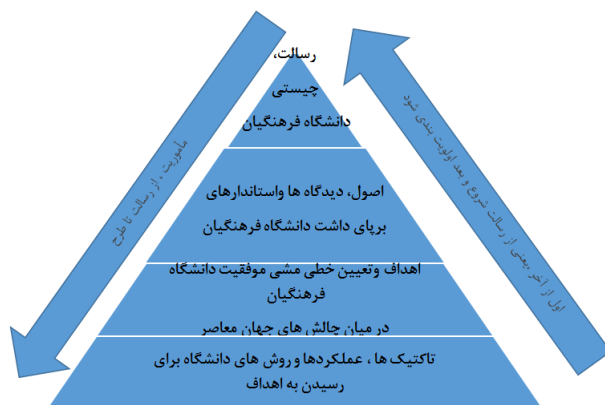 رسالت،
چیستی
دانشگاه فرهنگیان
اصول، دیدگاه ها واستاندارهای
برپای داشت دانشگاه فرهنگیان
اهداف وتعیین خطی مشی موفقیت دانشگاه
فرهنگیان
در میان چالش های جهان معاصر
تاکتیک ها ، عملکردها و روش های دانشگاه برای
رسیدن به اهداف
مأموریت ، از رسالت تا طرح
اول از آخر ،یعنی از رسالت شروع و بعد اولویت بندی شود